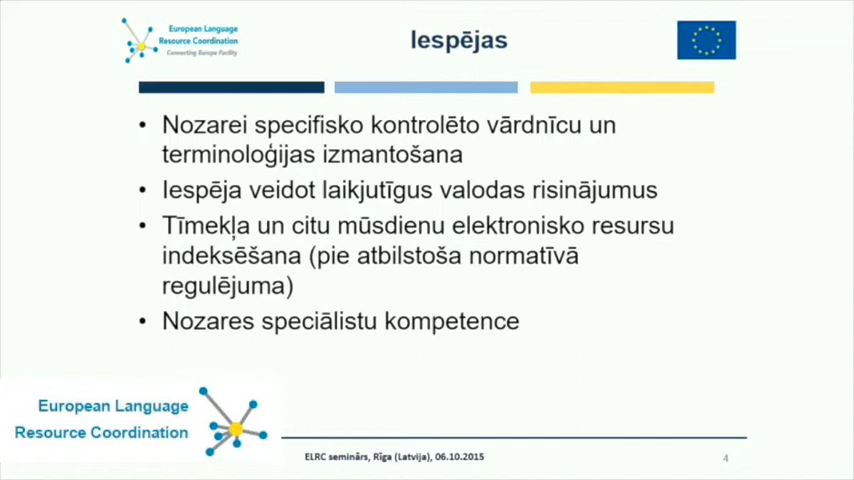 European Language
Resource Coordination
Connecting Europe Facility
Iespējas
• Nozarei specifisko kontrolēto vārdnīcu un
terminoloģijas izmantošana
• Iespēja veidot laikjutīgus valodas risinājumus
• Tīmekļa un citu mūsdienu elektronisko resursu
indeksēšana (pie atbilstoša normatīvā
regulējuma)
• Nozares speciālistu kompetence
European Language
Resource Coordination
ELRC seminārs, Rīga (Latvija), 06.10.2015
4